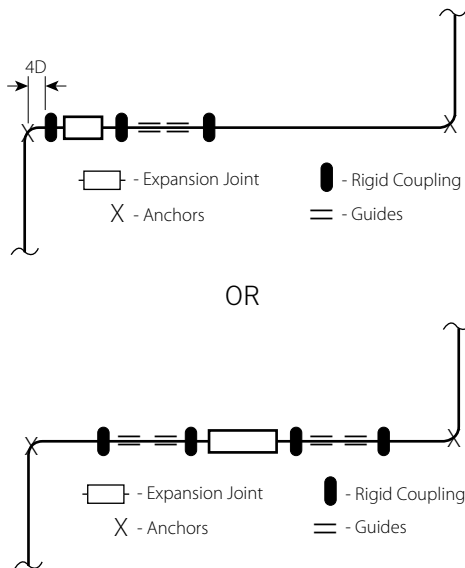 4D
- Expansion Joint
- Rigid Coupling
X - Anchors
- Guides
OR
- Expansion Joint
- Rigid Coupling
X - Anchors
- Guides